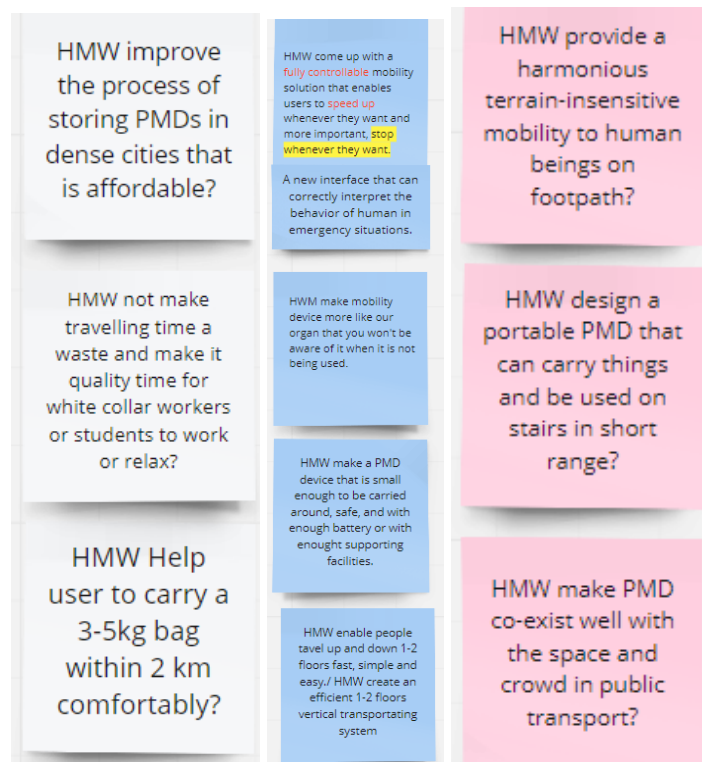 HMW improve
the process of
storing PMDs in
dense cities that
is affordable?
HMW not make
travelling time a
waste and make it
quality time for
white collar workers
or students to work
or relax?
HMW Help
user to carry a
3-5kg bag
within 2 km
comfortably?
HMW come up with a
fully controllable mobility
solution that enables
users to speed up
whenever they want and
more important, stop
whenever they want.
A new interface that can
correctly interpret the
behavior of human in
emergency situations.
HWM make mobility
device more like our
organ that you won't be
aware of it when it is not
being used.
HMW make a PMD
device that is small
enough to be carried
around, safe, and with
enough battery or with
enought supporting
facilities.
HMW enable people
tavel up and down 1-2
floors fast, simple and
easy./ HMW create an
efficient 1-2 floors
vertical transportating
system
HMW provide a
harmonious
terrain-insensitive
mobility to human
beings on
footpath?
HMW design a
portable PMD that
can carry things
and be used on
stairs in short
range?
HMW make PMD
co-exist well with
the space and
crowd in public
transport?